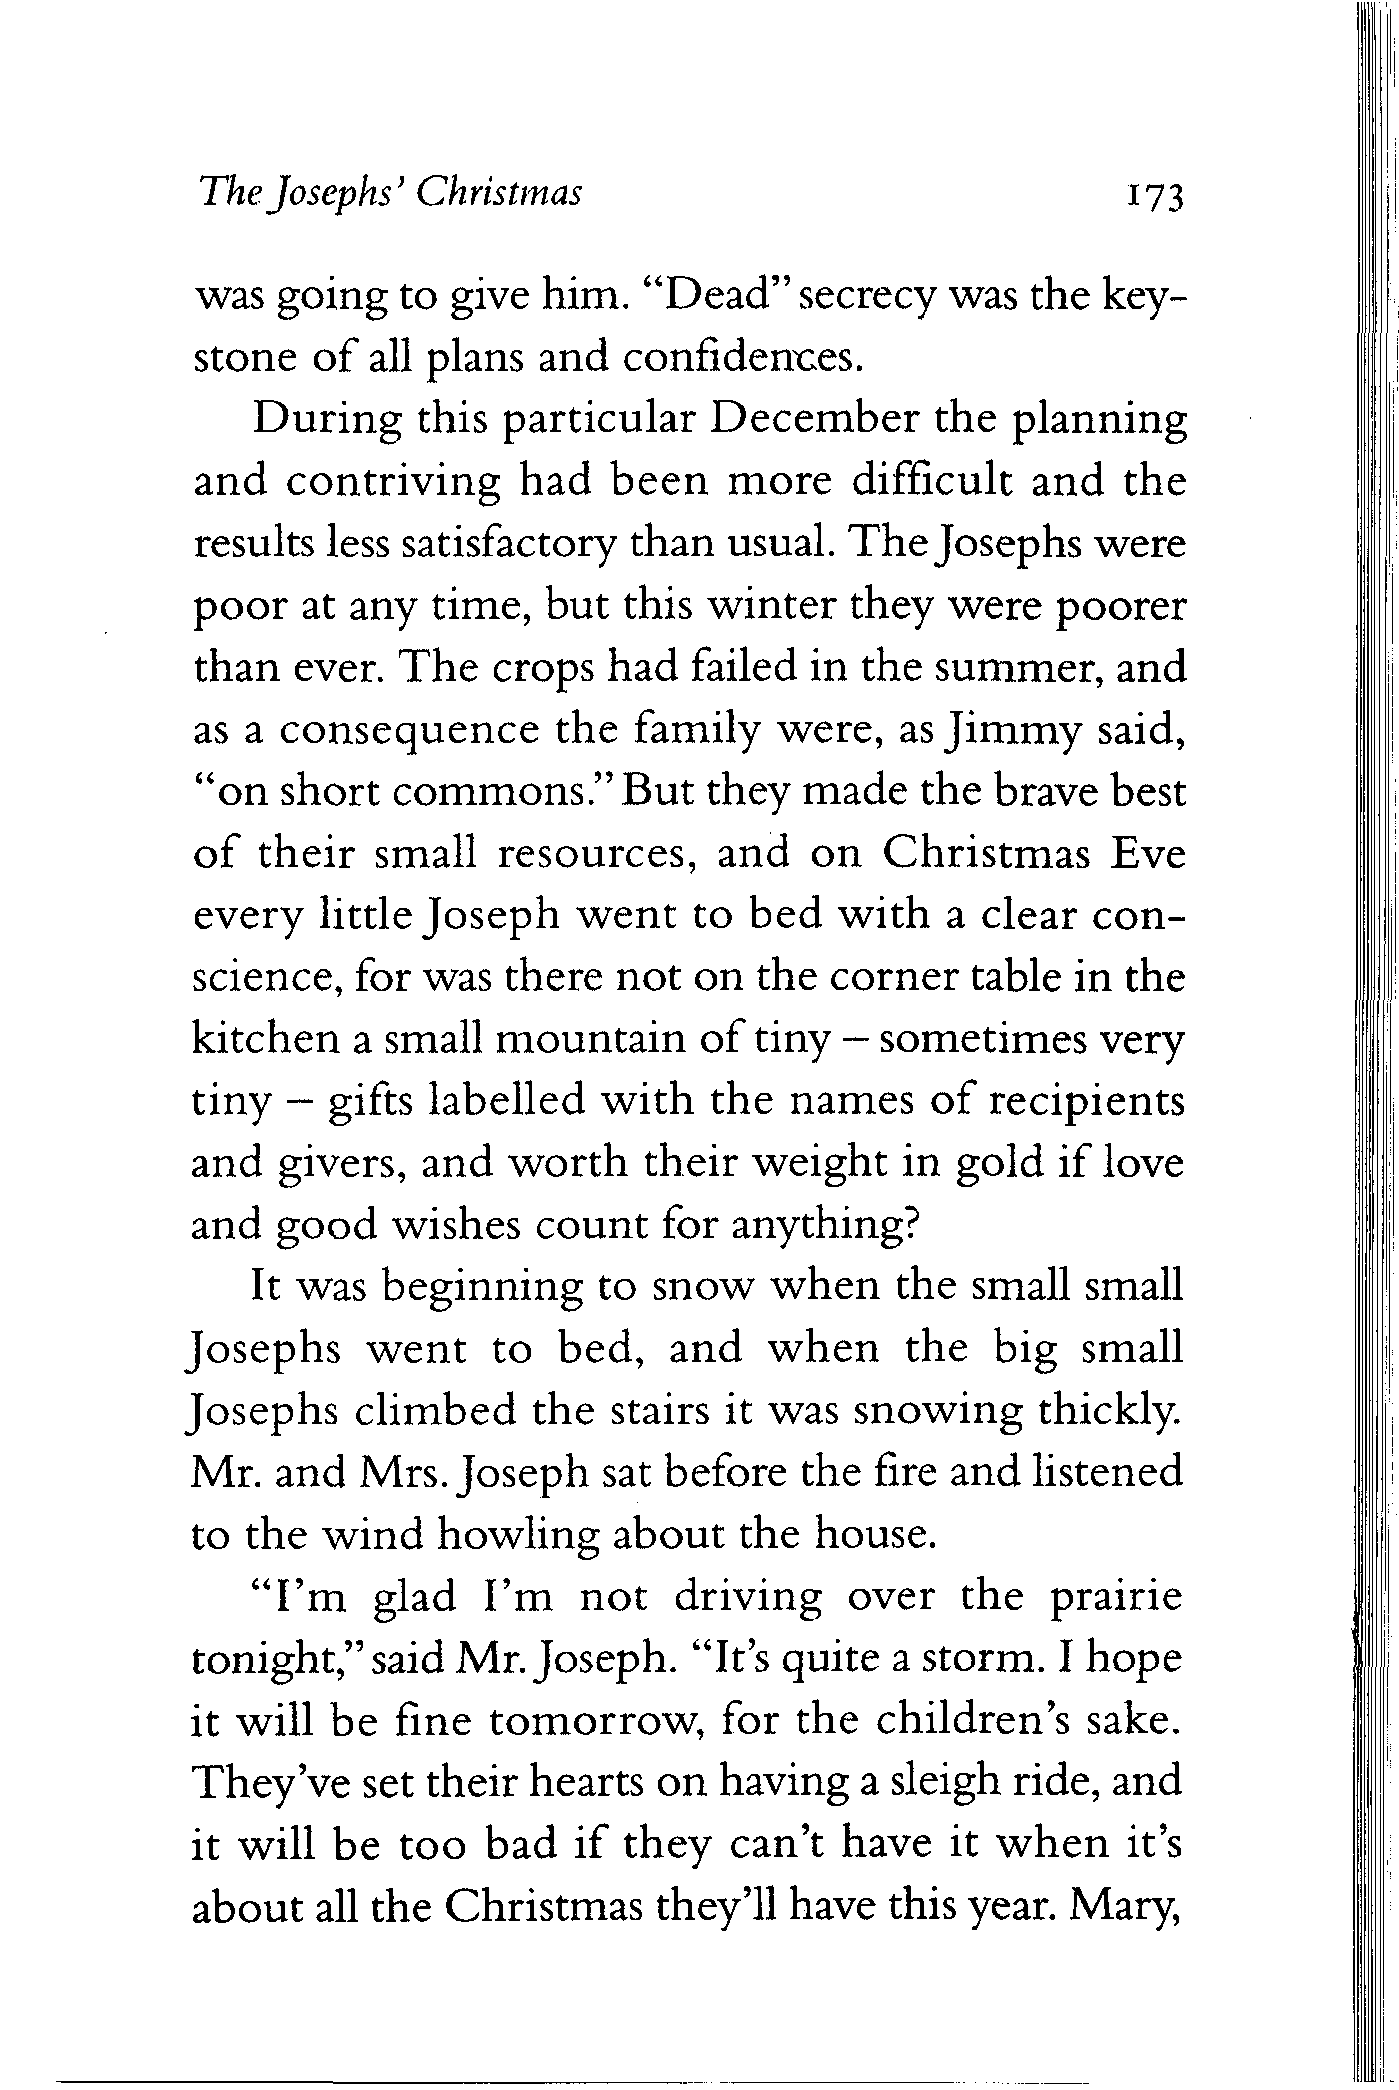 The Josephs’ Christmas 173
was going to give him. “Dead” secrecy was the key-
stone of all plans and confidences.
During this particular December the planning
and contriving had been more difficult and the
results less satisfactory than usual. The Josephs were
poor at any time, but this winter they were poorer
than ever. The crops had failed in the summer, and
as a consequence the family were, as Jimmy said,
“on short commons.” But they made the brave best
of their small resources, and on Christmas Eve
every little Joseph went to bed with a clear con-
science, for was there not on the corner table in the
kitchen a small mountain of tiny – sometimes very
tiny – gifts labelled with the names of recipients
and givers, and worth their weight in gold if love
and good wishes count for anything?
It was beginning to snow when the small small
Josephs went to bed, and when the big small
Josephs climbed the stairs it was snowing thickly.
Mr. and Mrs. Joseph sat before the fire and listened
to the wind howling about the house.
“I’m glad I’m not driving over the prairie
tonight,” said Mr. Joseph. “It’s quite a storm. I hope
it will be fine tomorrow, for the children’s sake.
They’ve set their hearts on having a sleigh ride, and
it will be too bad if they can’t have it when it’s
about all the Christmas they’ll have this year. Mary,